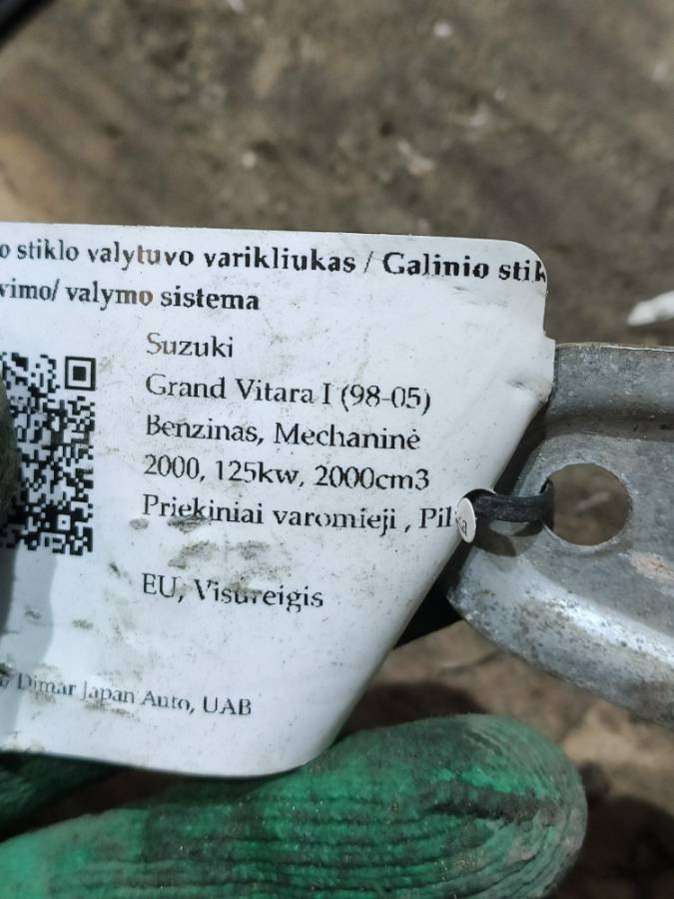 o stiklo valytuvo varikliukas / Galinio stik
vimo/ valymo sistema
Suzuki
Grand Vitara I (98-05)
Benzinas, Mechaninė
2000, 125kw, 2000cm3
Priekiniai varomieji , Pil ka
EU, Visureigis
Dimar Japan Auto, UAB